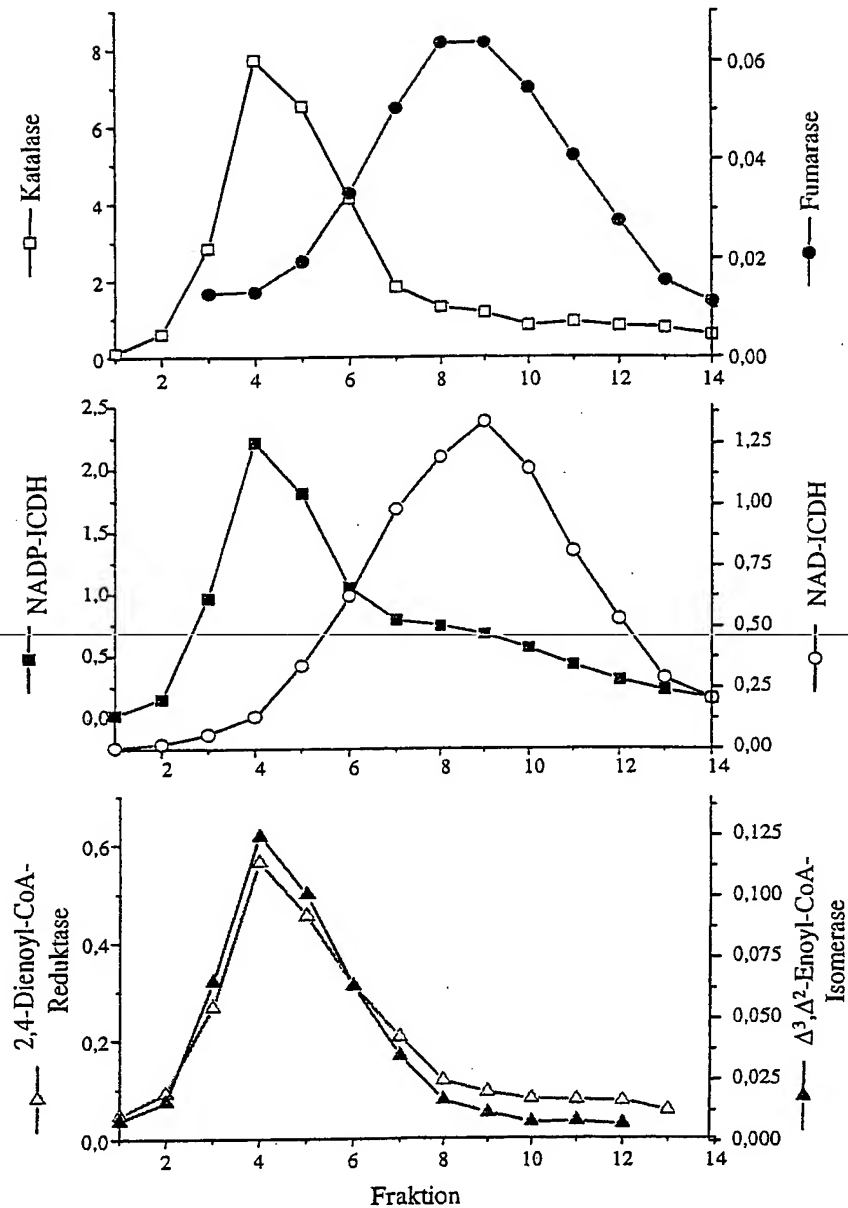 8
6
4
2
0
Katalase
0,06
0,04
0,02
0,00
Fumarase
2 4 6 8 10 12 14
2,5
2,0
1,5
1,0
0,5
0,0
NADP-ICDH
1,25
1,00
0,75
0,50
0,25
0,00
NAD-ICDH
2 4 6 8 10 12 14
0,6
0,4
0,2
0,0
2,4-Dienoyl-CoA-
Reduktase
0,125
0,100
0,075
0,050
0,025
0,000
Δ³,Δ²-Enoyl-CoA-
Isomerase
2 4 6 8 10 12 14
Fraktion